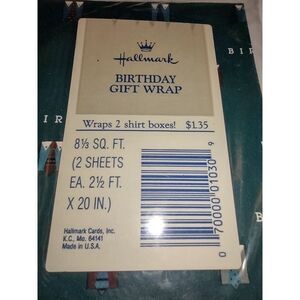 Hallmark
BIRTHDAY
GIFT WRAP
BIR
B
Wraps 2 shirt boxes! $1.35
8⅓ SQ. FT.
(2 SHEETS
EA. 2½ FT.
X 20 IN.)
Hallmark Cards, Inc.
K.C., Mo. 64141
Made in U.S.A.
0 70000 01030 9